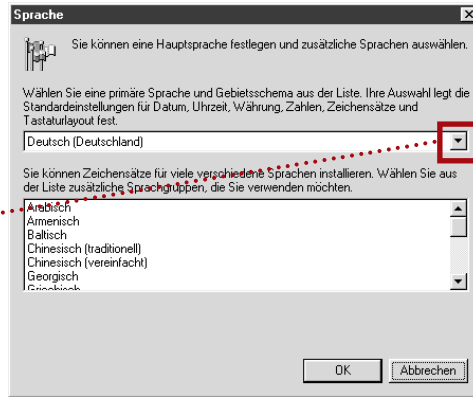 Sprache
Sie können eine Hauptsprache festlegen und zusätzliche Sprachen auswählen.
Wählen Sie eine primäre Sprache und Gebietsschema aus der Liste. Ihre Auswahl legt die
Standardeinstellungen für Datum, Uhrzeit, Währung, Zahlen, Zeichensätze und
Tastaturlayout fest.
Deutsch (Deutschland)
Sie können Zeichensätze für viele verschiedene Sprachen installieren. Wählen Sie aus
der Liste zusätzliche Sprachgruppen, die Sie verwenden möchten.
Arabisch
Armenisch
Baltisch
Chinesisch (traditionell)
Chinesisch (vereinfacht)
Georgisch
Griechisch
OK
Abbrechen